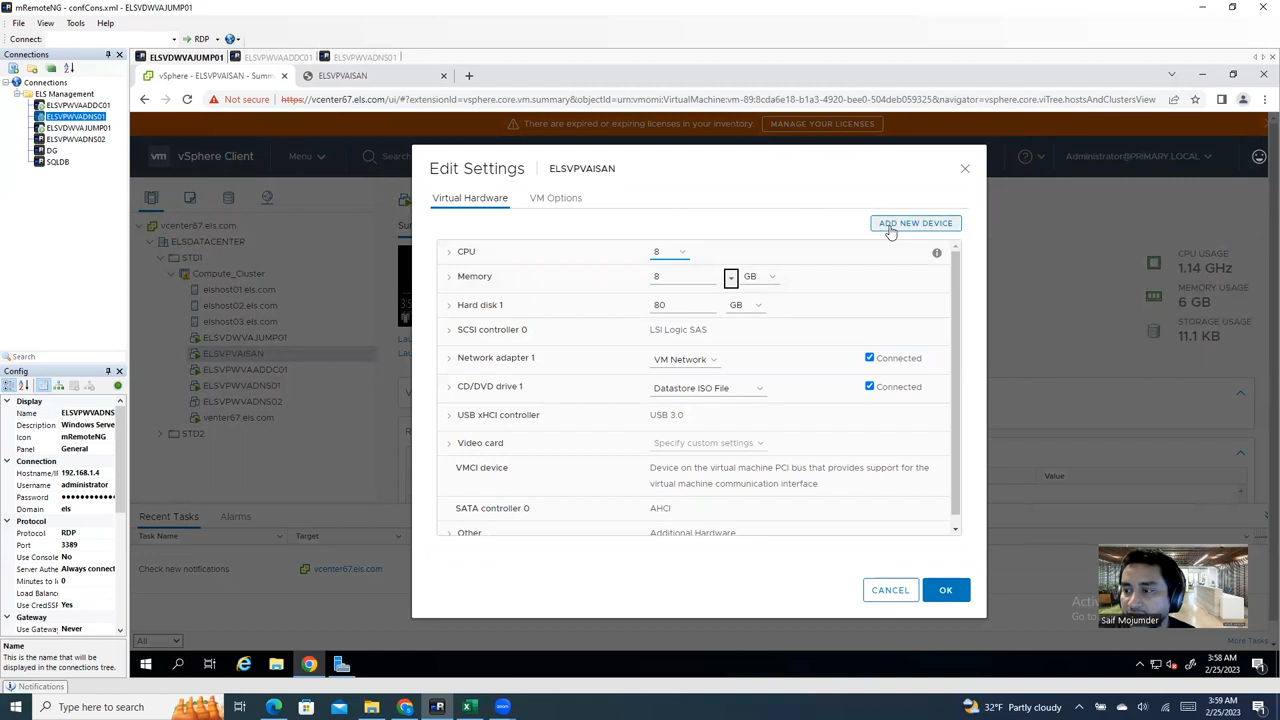 mRemoteNG - confCons.xml - ELSVDWVAJUMP01
File View Tools Help
Connect: RDP
Connections
ELSVDWVAJUMP01 ELSVPWVAADDC01 ELSVPWVADNS01
Connections
ELS Management
ELSVPWVAADDC01
ELSVPWVADNS01
ELSVDWVAJUMP01
ELSVPWVADNS02
DG
SQLDB
Search
Config
Display
Name ELSVPWVADNS
Description Windows Serve
Icon mRemoteNG
Panel General
Connection
Hostname/IP 192.168.1.4
Username administrator
Password ••••••••••••
Domain els
Protocol
Protocol RDP
Port 3389
Use Console No
Server Authe Always connect
Minutes to Id 0
Load Balanc
Use CredSSP Yes
Gateway
Use Gateway Never
Name
This is the name that will be
displayed in the connections tree.
Notifications
vSphere - ELSVPVAISAN - Summ
ELSVPVAISAN
Not secure https://vcenter67.els.com/ui/#?extensionId=vsphere.core.vm.summary&objectId=urn:vmomi:VirtualMachine:vm-89:8cda6e18-b1a3-4920-bee0-504deb059325&navigator=vsphere.core.viTree.hostsAndClustersView
There are expired or expiring licenses in your inventory. MANAGE YOUR LICENSES
vm vSphere Client Menu Search Administrator@PRIMARY.LOCAL
vcenter67.els.com
ELSDATACENTER
STD1
Compute_Cluster
elshost01.els.com
elshost02.els.com
elshost03.els.com
ELSVDWVAJUMP01
ELSVPVAISAN
ELSVPWVAADDC01
ELSVPWVADNS01
ELSVPWVADNS02
venter67.els.com
STD2
Edit Settings ELSVPVAISAN
Virtual Hardware VM Options
ADD NEW DEVICE
CPU 8
Memory 8 GB
Hard disk 1 80 GB
SCSI controller 0 LSI Logic SAS
Network adapter 1 VM Network Connected
CD/DVD drive 1 Datastore ISO File Connected
USB xHCI controller USB 3.0
Video card Specify custom settings
VMCI device Device on the virtual machine PCI bus that provides support for the
virtual machine communication interface
SATA controller 0 AHCI
Other Additional Hardware
CANCEL OK
CPU USAGE
1.14 GHz
MEMORY USAGE
6 GB
STORAGE USAGE
11.1 KB
Value
Recent Tasks Alarms
Task Name Target
Check new notifications vcenter67.els.com
All
More Tasks
Saif Mojumder
3:58 AM
2/25/2023
Type here to search
32°F Partly cloudy
3:59 AM
2/25/2023